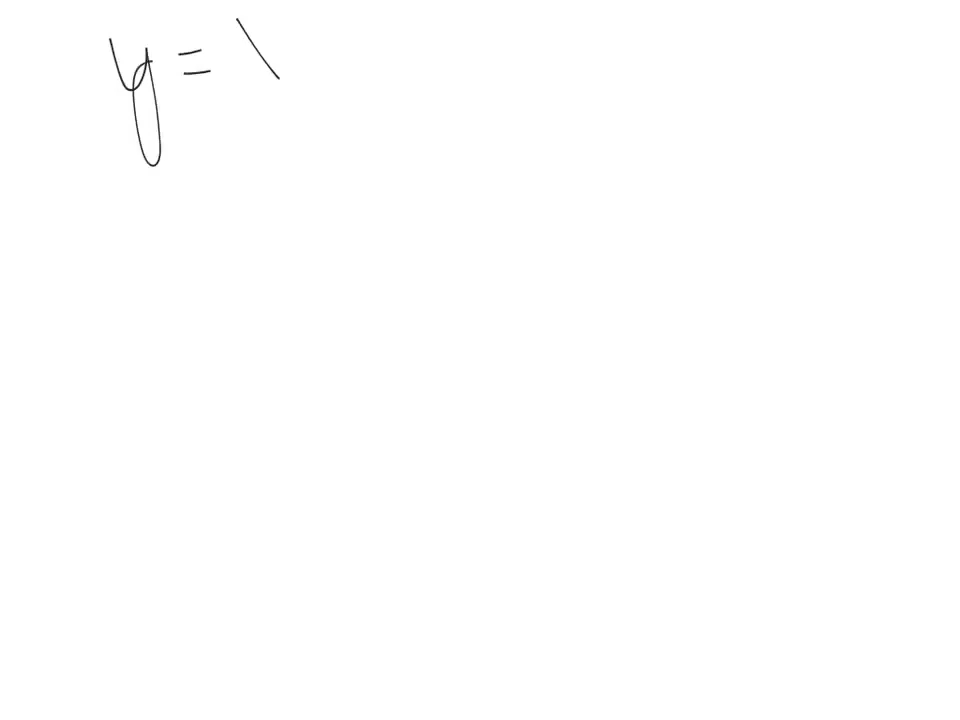 y = \